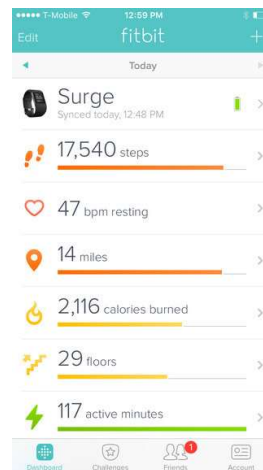 T-Mobile 12:59 PM
Edit fitbit +
Today
Surge
Synced today, 12:48 PM
17,540 steps
47 bpm resting
14 miles
2,116 calories burned
29 floors
117 active minutes
1
Dashboard Challenges Friends Account